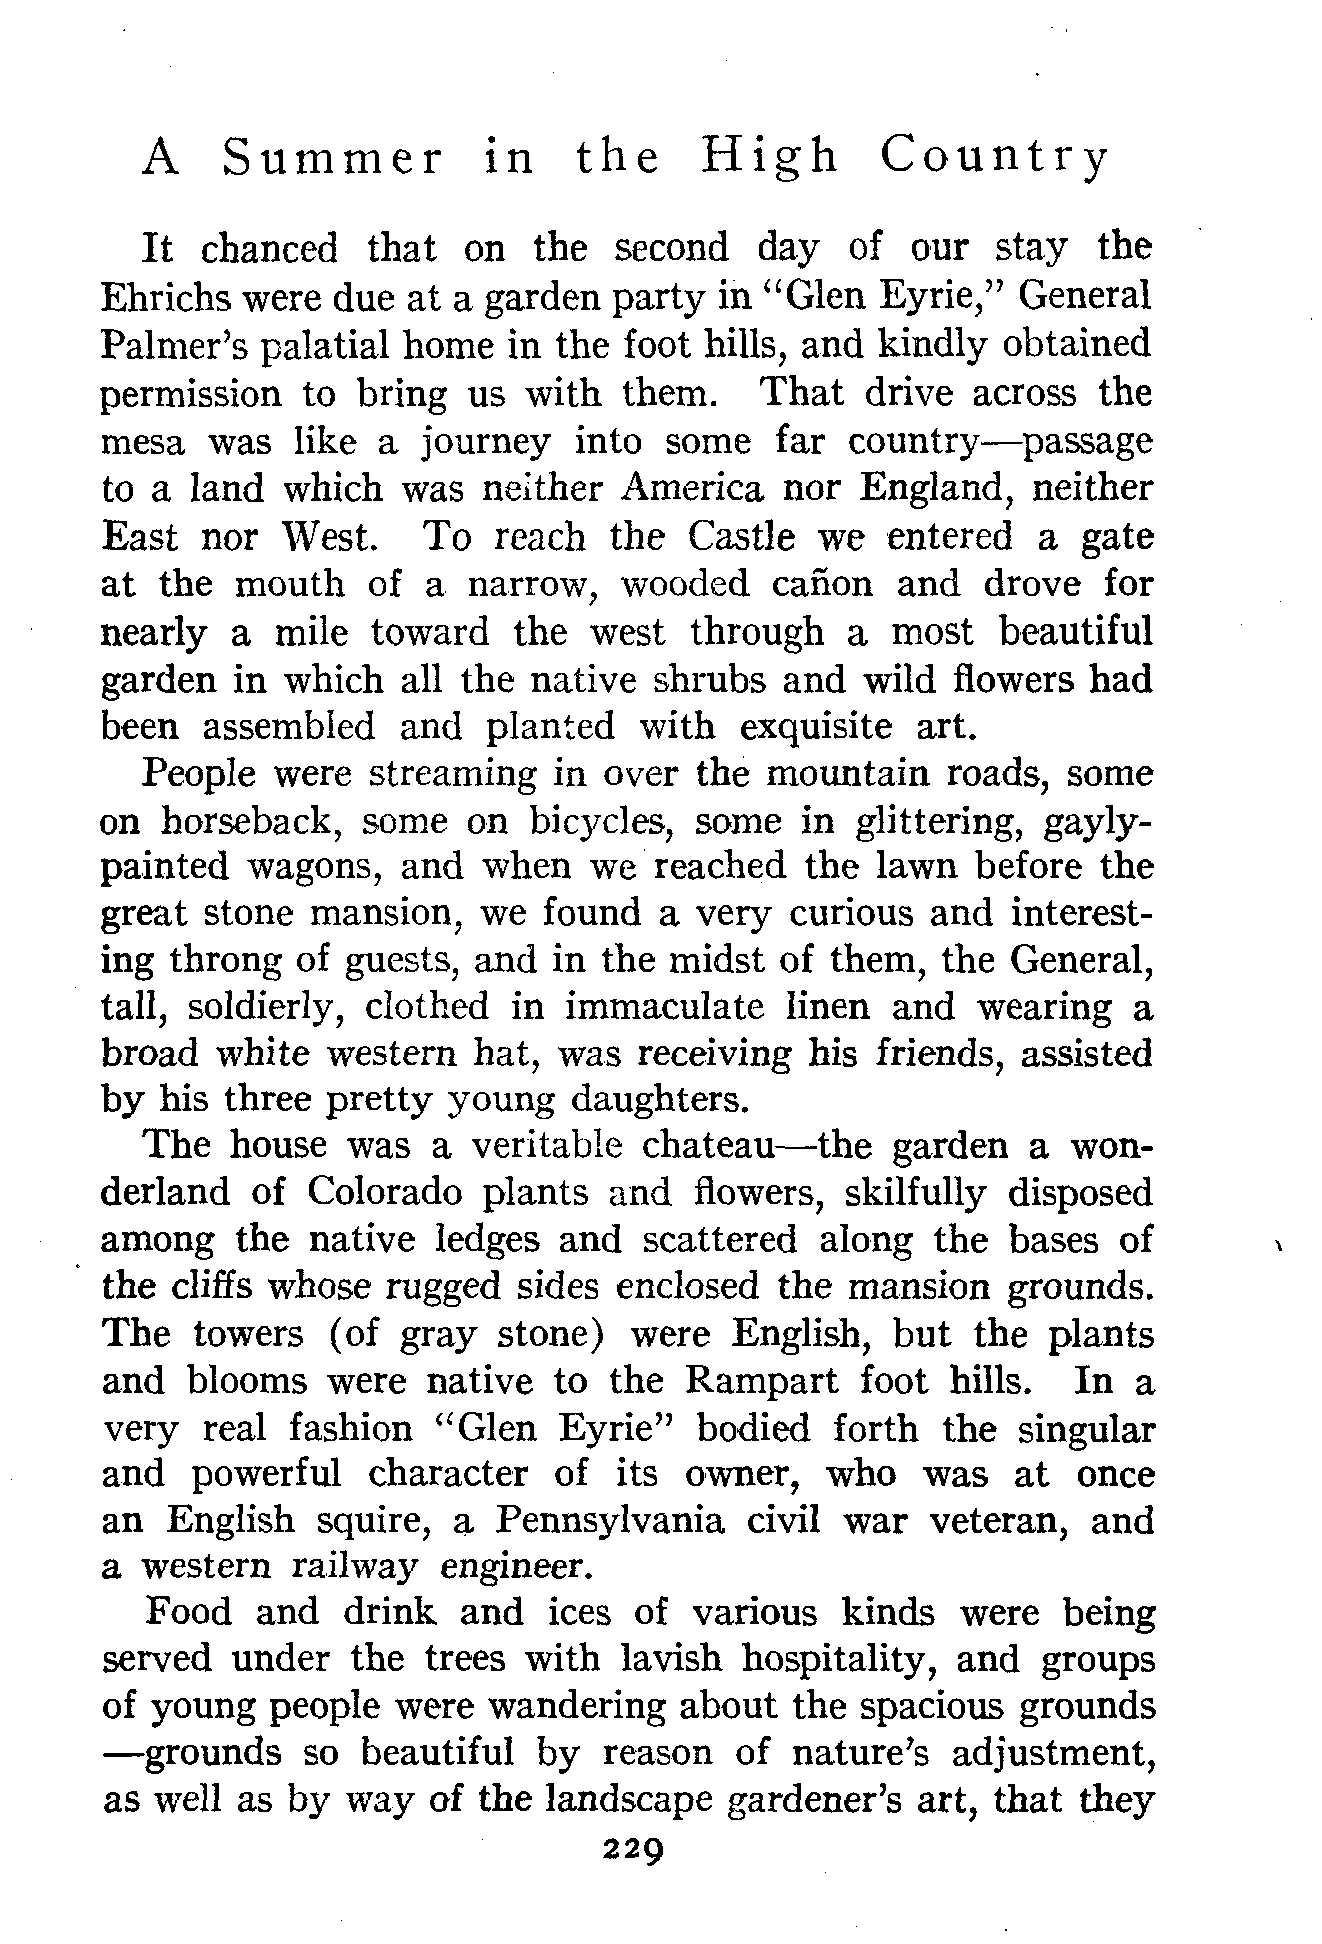 A Summer in the High Country
It chanced that on the second day of our stay the
Ehrichs were due at a garden party in “Glen Eyrie,” General
Palmer’s palatial home in the foot hills, and kindly obtained
permission to bring us with them. That drive across the
mesa was like a journey into some far country—passage
to a land which was neither America nor England, neither
East nor West. To reach the Castle we entered a gate
at the mouth of a narrow, wooded cañon and drove for
nearly a mile toward the west through a most beautiful
garden in which all the native shrubs and wild flowers had
been assembled and planted with exquisite art.
People were streaming in over the mountain roads, some
on horseback, some on bicycles, some in glittering, gayly-
painted wagons, and when we reached the lawn before the
great stone mansion, we found a very curious and interest-
ing throng of guests, and in the midst of them, the General,
tall, soldierly, clothed in immaculate linen and wearing a
broad white western hat, was receiving his friends, assisted
by his three pretty young daughters.
The house was a veritable chateau—the garden a won-
derland of Colorado plants and flowers, skilfully disposed
among the native ledges and scattered along the bases of
the cliffs whose rugged sides enclosed the mansion grounds.
The towers (of gray stone) were English, but the plants
and blooms were native to the Rampart foot hills. In a
very real fashion “Glen Eyrie” bodied forth the singular
and powerful character of its owner, who was at once
an English squire, a Pennsylvania civil war veteran, and
a western railway engineer.
Food and drink and ices of various kinds were being
served under the trees with lavish hospitality, and groups
of young people were wandering about the spacious grounds
—grounds so beautiful by reason of nature’s adjustment,
as well as by way of the landscape gardener’s art, that they
229